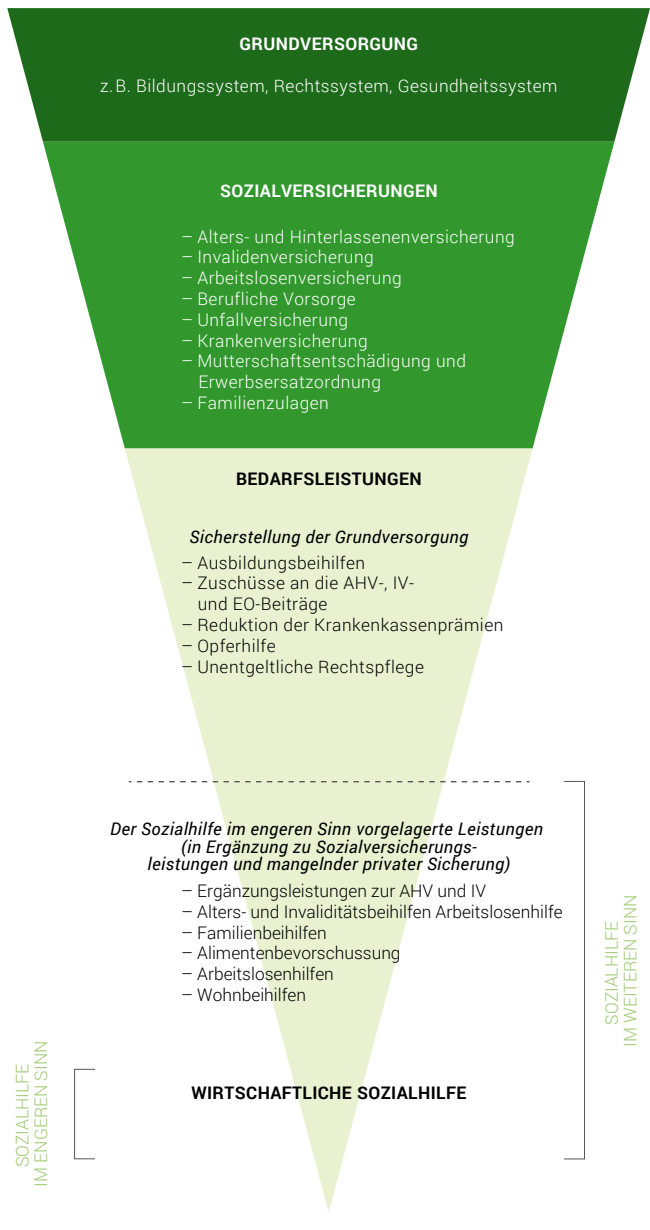 GRUNDVERSORGUNG
z. B. Bildungssystem, Rechtssystem, Gesundheitssystem
SOZIALVERSICHERUNGEN
– Alters- und Hinterlassenenversicherung
– Invalidenversicherung
– Arbeitslosenversicherung
– Berufliche Vorsorge
– Unfallversicherung
– Krankenversicherung
– Mutterschaftsentschädigung und
Erwerbsersatzordnung
– Familienzulagen
BEDARFSLEISTUNGEN
Sicherstellung der Grundversorgung
– Ausbildungsbeihilfen
– Zuschüsse an die AHV-, IV-
und EO-Beiträge
– Reduktion der Krankenkassenprämien
– Opferhilfe
– Unentgeltliche Rechtspflege
Der Sozialhilfe im engeren Sinn vorgelagerte Leistungen
(in Ergänzung zu Sozialversicherungs-
leistungen und mangelnder privater Sicherung)
– Ergänzungsleistungen zur AHV und IV
– Alters- und Invaliditätsbeihilfen Arbeitslosenhilfe
– Familienbeihilfen
– Alimentenbevorschussung
– Arbeitslosenhilfen
– Wohnbeihilfen
SOZIALHILFE
IM WEITEREN SINN
WIRTSCHAFTLICHE SOZIALHILFE
SOZIALHILFE
IM ENGEREN SINN